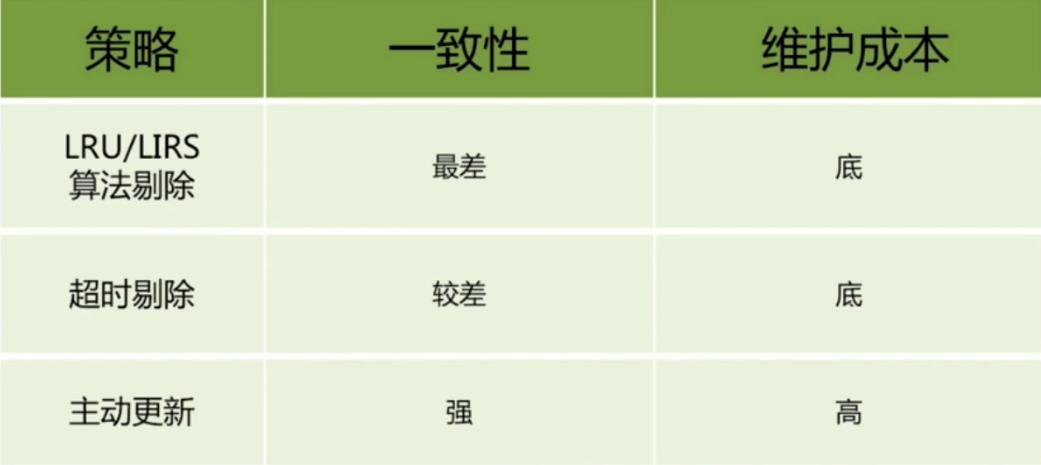 策略 一致性 维护成本
LRU/LIRS
算法剔除 最差 底
超时剔除 较差 底
主动更新 强 高